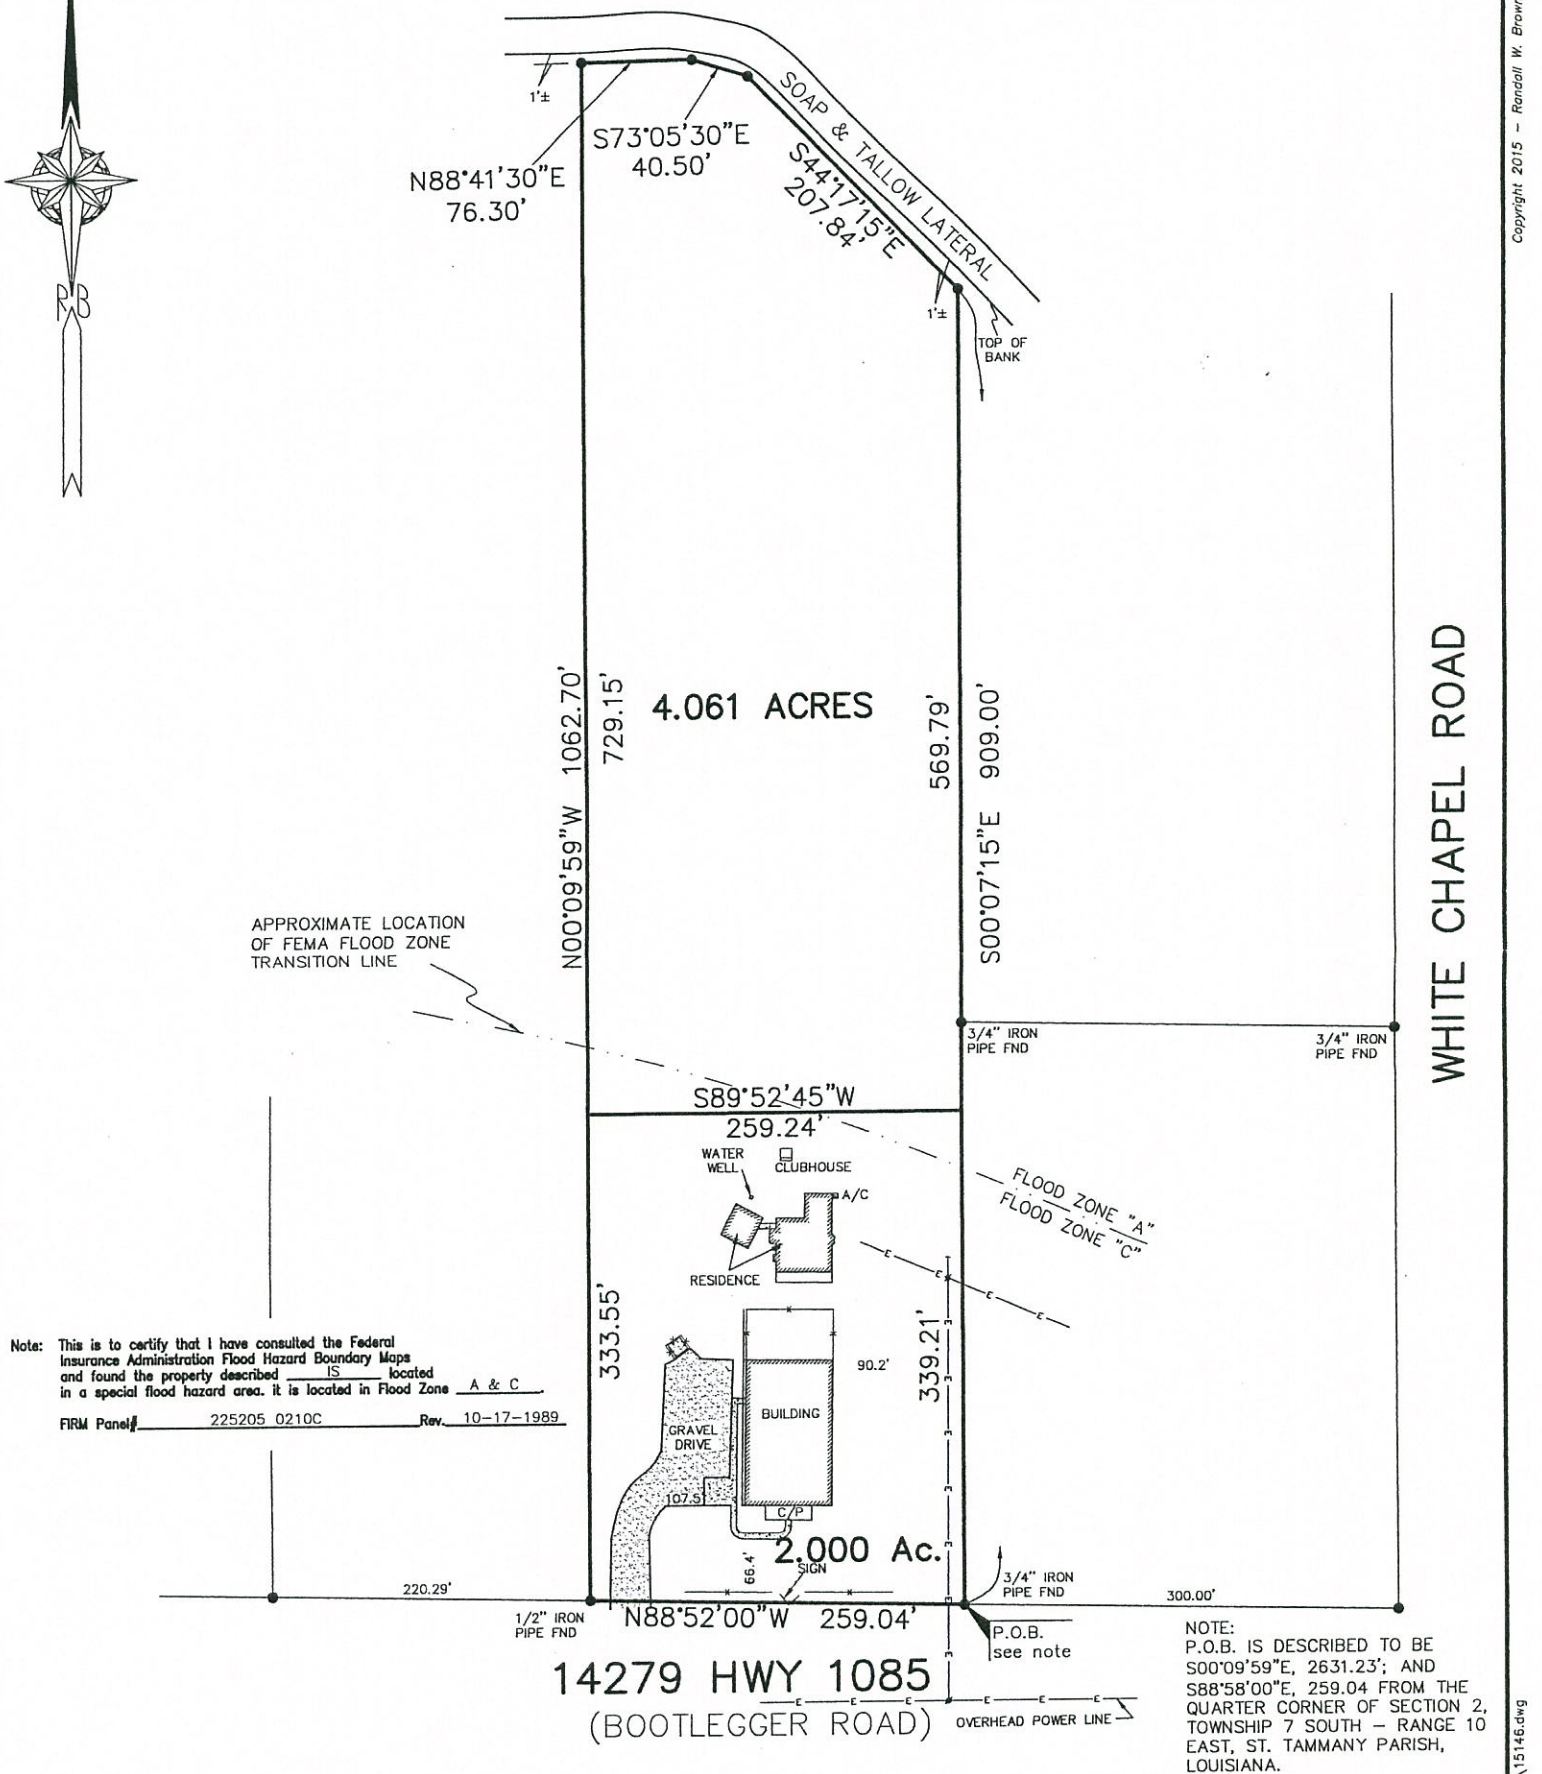 Copyright 2015 - Randall W. Brown
SOAP & TALLOW LATERAL
1'±
S73°05'30"E
40.50'
N88°41'30"E
76.30'
S44°17'15"E
207.84'
RB
1'±
TOP OF
BANK
WHITE CHAPEL ROAD
N00°09'59"W 1062.70'
729.15'
4.061 ACRES
569.79'
S00°07'15"E 909.00'
APPROXIMATE LOCATION
OF FEMA FLOOD ZONE
TRANSITION LINE
3/4" IRON
PIPE FND
3/4" IRON
PIPE FND
S89°52'45"W
259.24'
WATER
WELL
CLUBHOUSE
A/C
FLOOD ZONE "A"
FLOOD ZONE "C"
RESIDENCE
E
E
E
E
333.55'
339.21'
90.2'
Note: This is to certify that I have consulted the Federal
Insurance Administration Flood Hazard Boundary Maps
and found the property described IS located
in a special flood hazard area. it is located in Flood Zone A & C.
FIRM Panel# 225205 0210C Rev. 10-17-1989
BUILDING
GRAVEL
DRIVE
107.5'
C/P
2.000 Ac.
66.4'
SIGN
3/4" IRON
PIPE FND
220.29'
300.00'
1/2" IRON
PIPE FND
N88°52'00"W 259.04'
P.O.B.
see note
14279 HWY 1085
(BOOTLEGGER ROAD)
E E E E E E
OVERHEAD POWER LINE
NOTE:
P.O.B. IS DESCRIBED TO BE
S00°09'59"E, 2631.23'; AND
S88°58'00"E, 259.04 FROM THE
QUARTER CORNER OF SECTION 2,
TOWNSHIP 7 SOUTH - RANGE 10
EAST, ST. TAMMANY PARISH,
LOUISIANA.
\15146.dwg